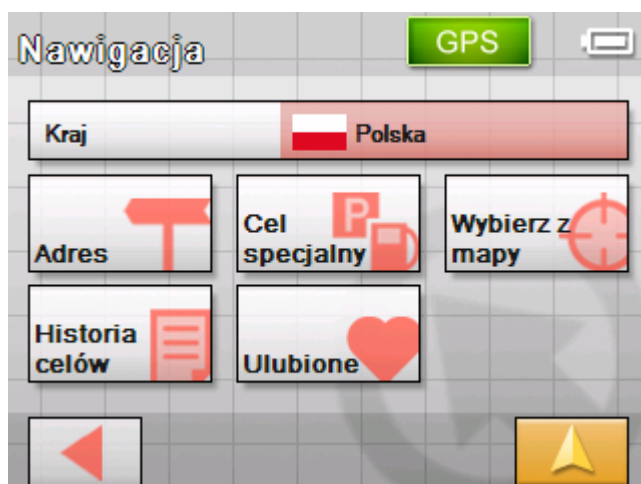 Nawigacja
GPS
Kraj
Polska
Adres
Cel
specjalny
P
Wybierz z
mapy
Historia
celów
Ulubione